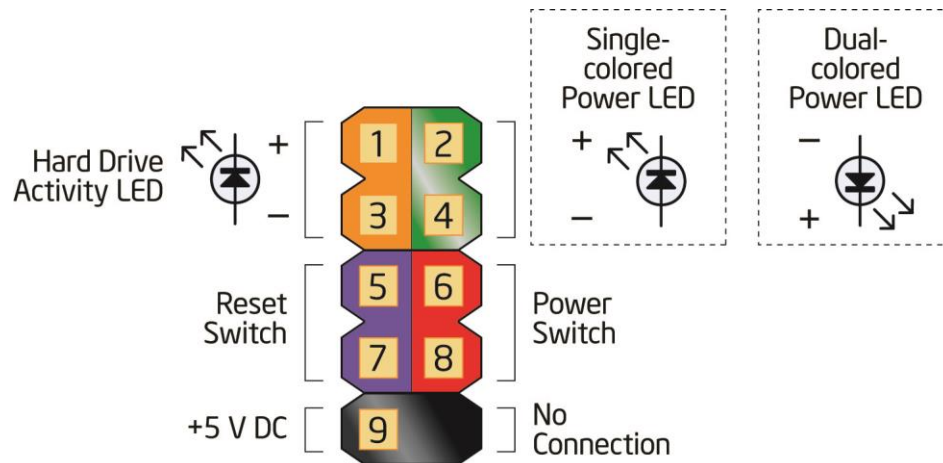 Single-
colored
Power LED
+
−
Dual-
colored
Power LED
−
+
Hard Drive
Activity LED
+
−
1 2
3 4
Reset
Switch
5 6
7 8
Power
Switch
+5 V DC
9
No
Connection